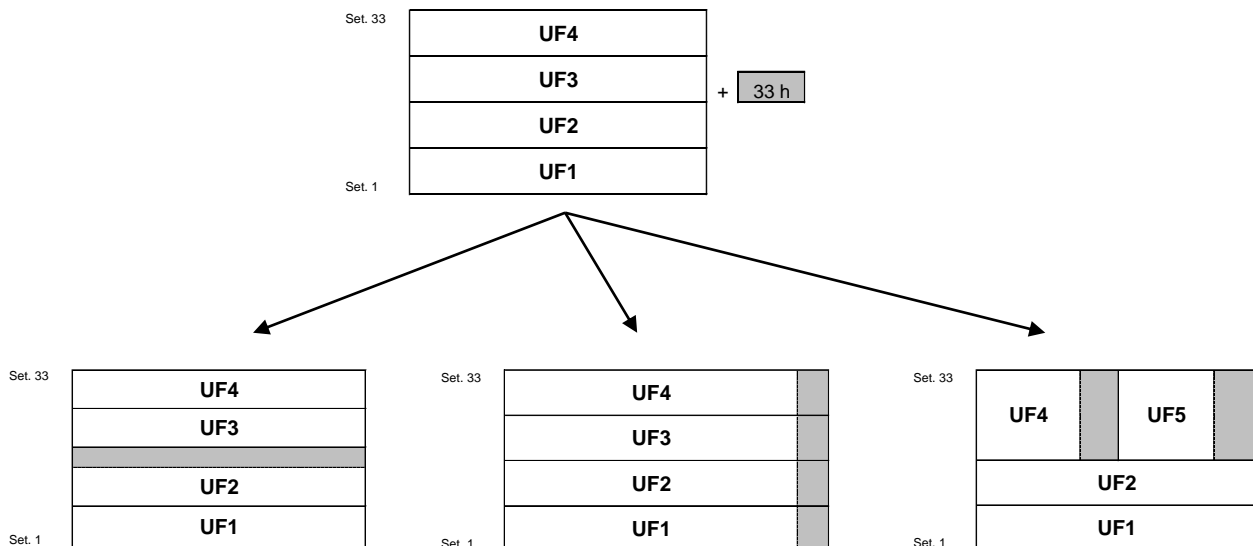 Set. 33
UF4
UF3
+ 33 h
UF2
UF1
Set. 1
Set. 33
UF4
UF3
UF2
UF1
Set. 1
Set. 33
UF4
UF3
UF2
UF1
Set. 1
Set. 33
UF4 UF5
UF2
UF1
Set. 1